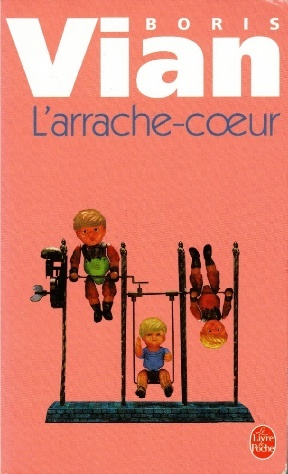 BORIS
Vian
L'arrache-cœur
Le
Livre
de
Poche